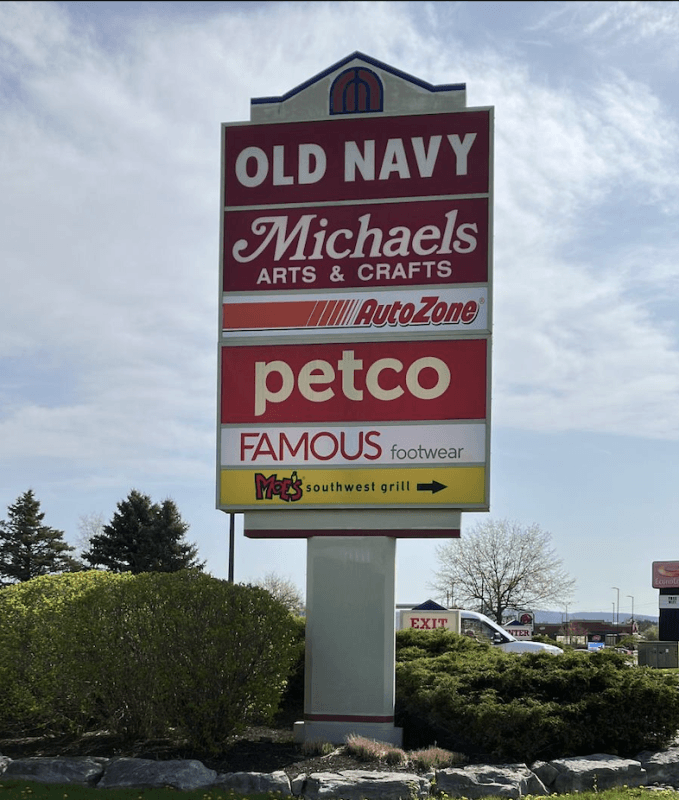 OLD NAVY
Michaels
ARTS & CRAFTS
AutoZone
petco
FAMOUS footwear
MOE'S southwest grill
EXIT